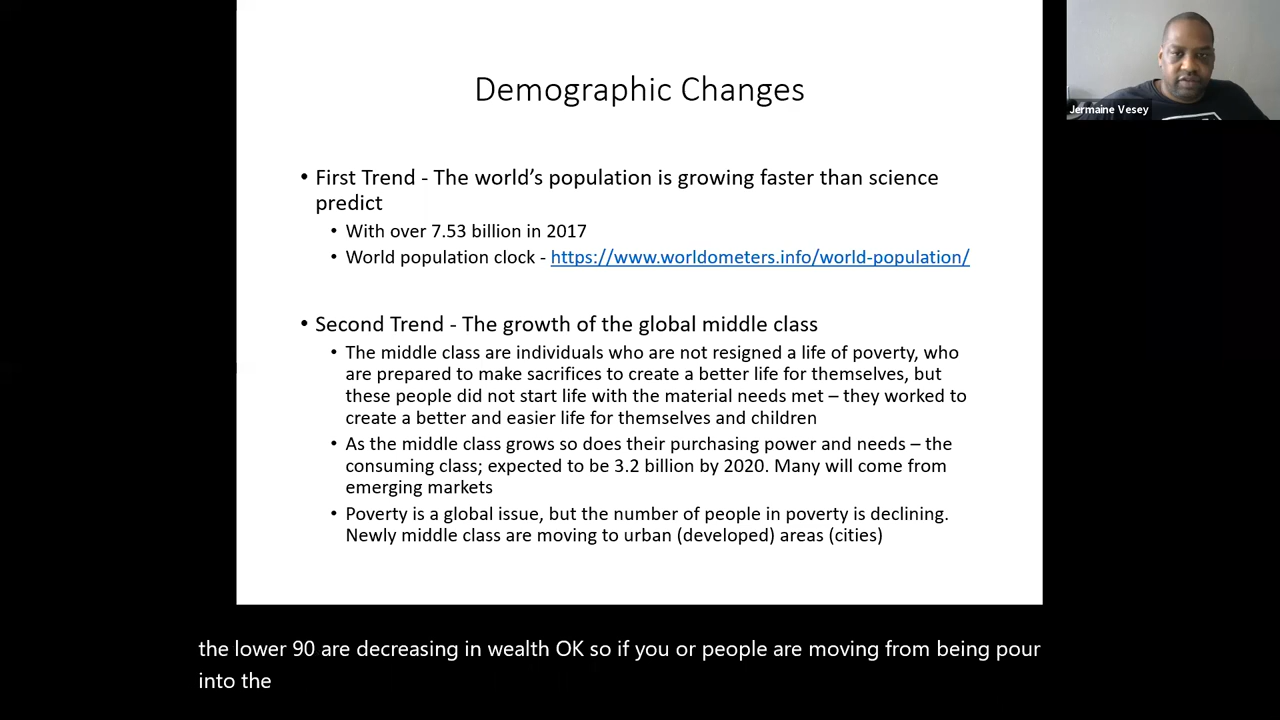 Demographic Changes
Jermaine Vesey
• First Trend - The world’s population is growing faster than science
predict
• With over 7.53 billion in 2017
• World population clock - https://www.worldometers.info/world-population/
• Second Trend - The growth of the global middle class
• The middle class are individuals who are not resigned a life of poverty, who
are prepared to make sacrifices to create a better life for themselves, but
these people did not start life with the material needs met – they worked to
create a better and easier life for themselves and children
• As the middle class grows so does their purchasing power and needs – the
consuming class; expected to be 3.2 billion by 2020. Many will come from
emerging markets
• Poverty is a global issue, but the number of people in poverty is declining.
Newly middle class are moving to urban (developed) areas (cities)
the lower 90 are decreasing in wealth OK so if you or people are moving from being pour
into the